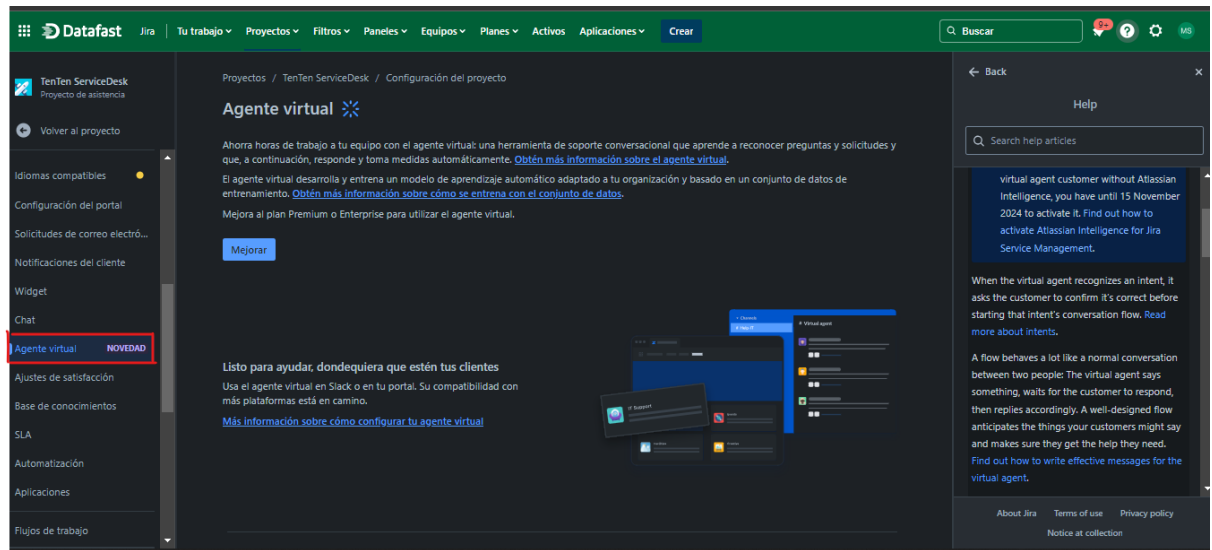 Datafast Jira Tu trabajo Proyectos Filtros Paneles Equipos Planes Activos Aplicaciones Crear Buscar 9+ MS
TenTen ServiceDesk
Proyecto de asistencia
Volver al proyecto
Idiomas compatibles
Configuración del portal
Solicitudes de correo electró...
Notificaciones del cliente
Widget
Chat
Agente virtual NOVEDAD
Ajustes de satisfacción
Base de conocimientos
SLA
Automatización
Aplicaciones
Flujos de trabajo
Proyectos / TenTen ServiceDesk / Configuración del proyecto
Agente virtual
Ahorra horas de trabajo a tu equipo con el agente virtual: una herramienta de soporte conversacional que aprende a reconocer preguntas y solicitudes y
que, a continuación, responde y toma medidas automáticamente. Obtén más información sobre el agente virtual.
El agente virtual desarrolla y entrena un modelo de aprendizaje automático adaptado a tu organización y basado en un conjunto de datos de
entrenamiento. Obtén más información sobre cómo se entrena con el conjunto de datos.
Mejora al plan Premium o Enterprise para utilizar el agente virtual.
Mejorar
Listo para ayudar, dondequiera que estén tus clientes
Usa el agente virtual en Slack o en tu portal. Su compatibilidad con
más plataformas está en camino.
Más información sobre cómo configurar tu agente virtual
Virtual agent
IT Support
Back
Help
Search help articles
virtual agent customer without Atlassian
Intelligence, you have until 15 November
2024 to activate it. Find out how to
activate Atlassian Intelligence for Jira
Service Management.
When the virtual agent recognizes an intent, it
asks the customer to confirm it's correct before
starting that intent's conversation flow. Read
more about intents.
A flow behaves a lot like a normal conversation
between two people: The virtual agent says
something, waits for the customer to respond,
then replies accordingly. A well-designed flow
anticipates the things your customers might say
and makes sure they get the help they need.
Find out how to write effective messages for the
virtual agent.
About Jira Terms of use Privacy policy
Notice at collection